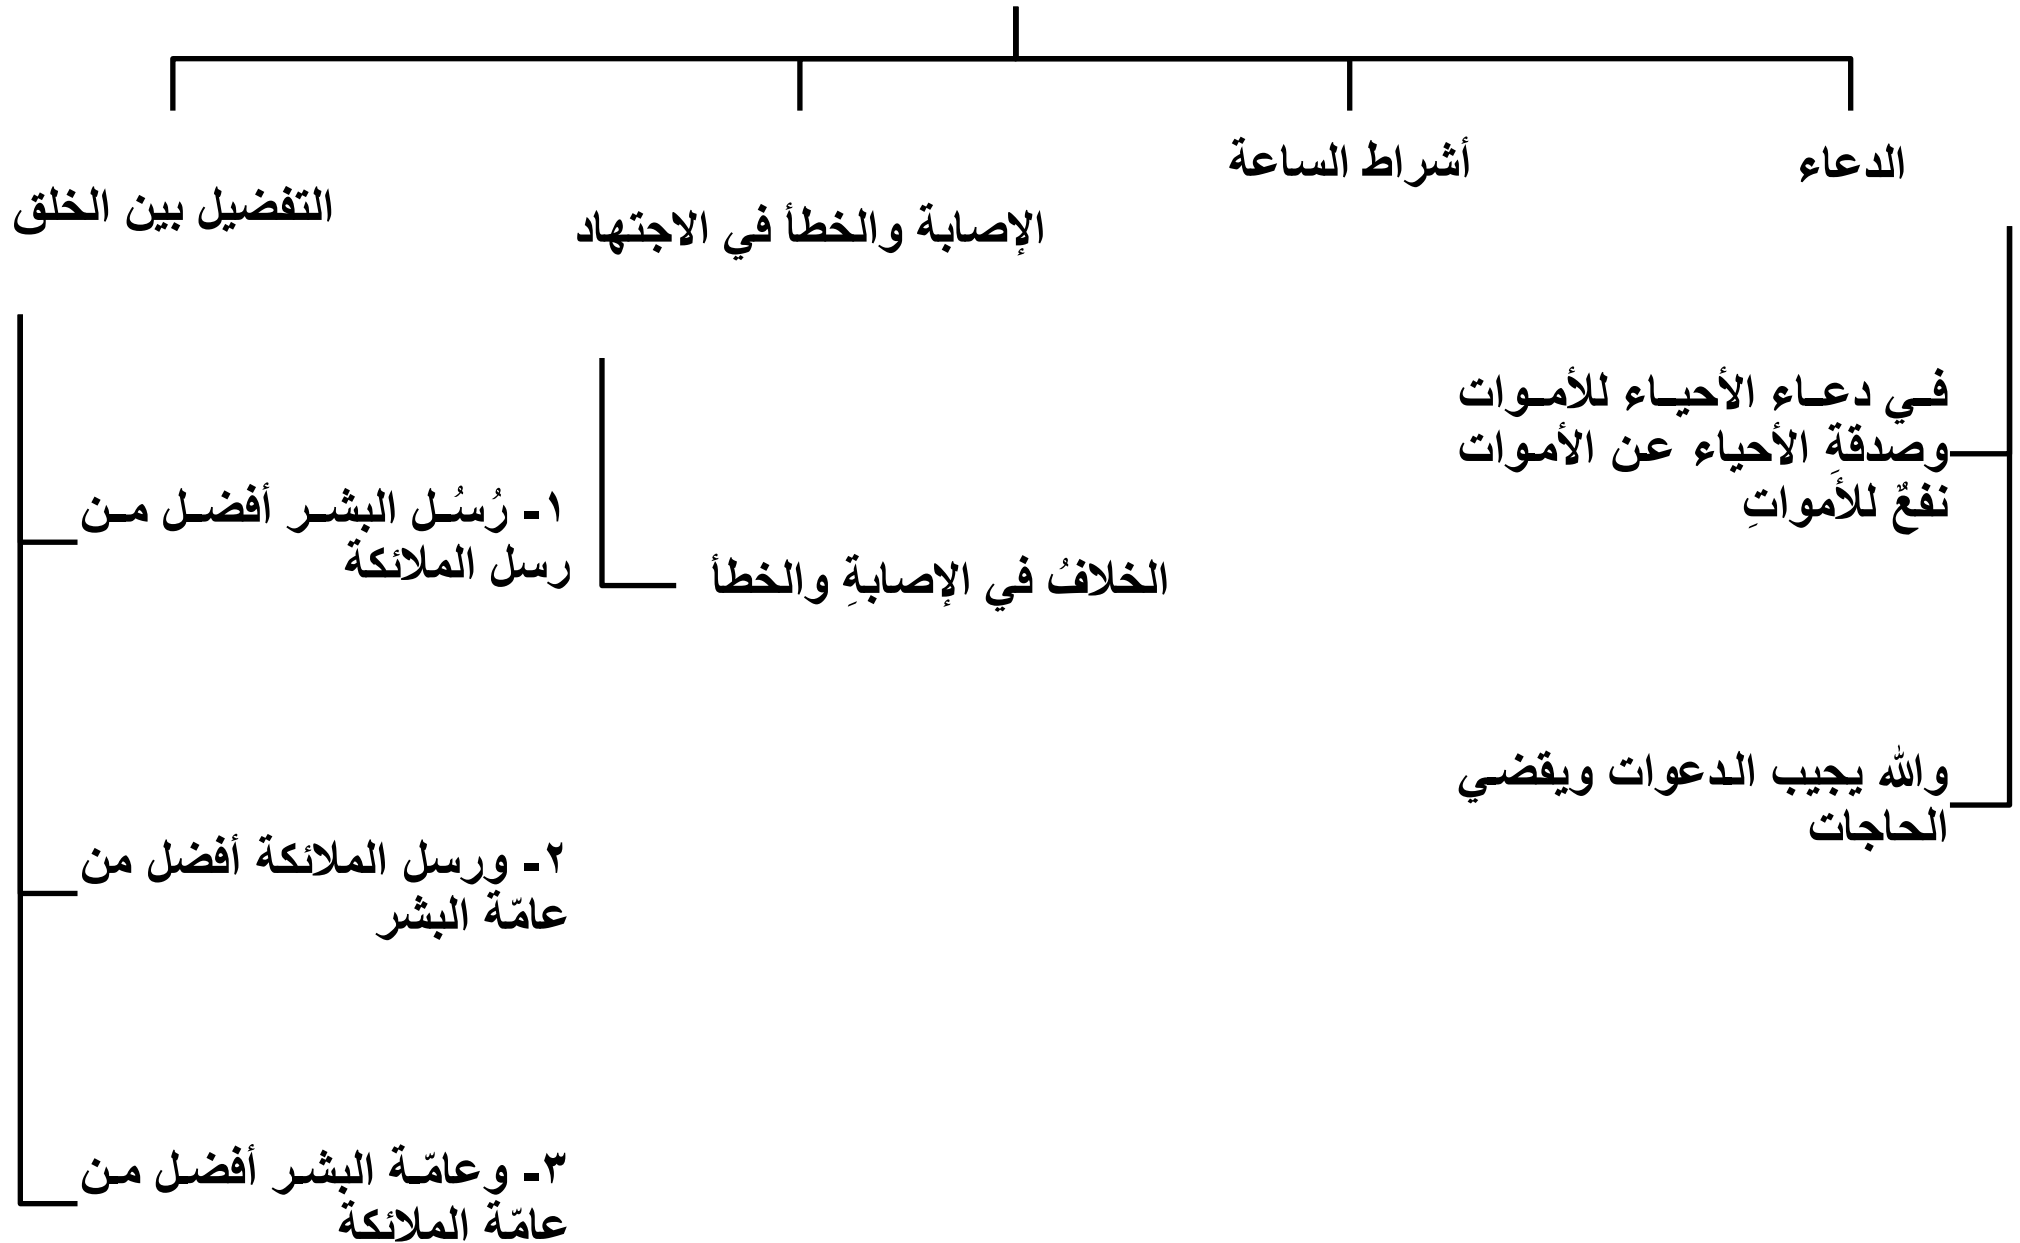 الدعاء
في دعاء الأحياء للأموات
وصدقةِ الأحياء عن الأموات
نفعٌ للأمواتِ
والله يجيب الدعوات ويقضي
الحاجات
أشراط الساعة
الإصابة والخطأ في الاجتهاد
الخلافُ في الإصابةِ والخطأ
التفضيل بين الخلق
١- رُسُل البشر أفضل من
رسل الملائكة
٢- ورسل الملائكة أفضل من
عامّة البشر
٣- وعامّة البشر أفضل من
عامّة الملائكة